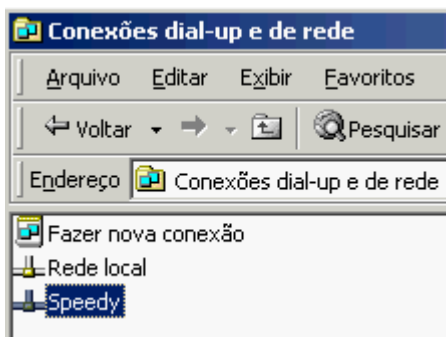 Conexões dial-up e de rede
Arquivo Editar Exibir Favoritos
Voltar Pesquisar
Endereço Conexões dial-up e de rede
Fazer nova conexão
Rede local
Speedy